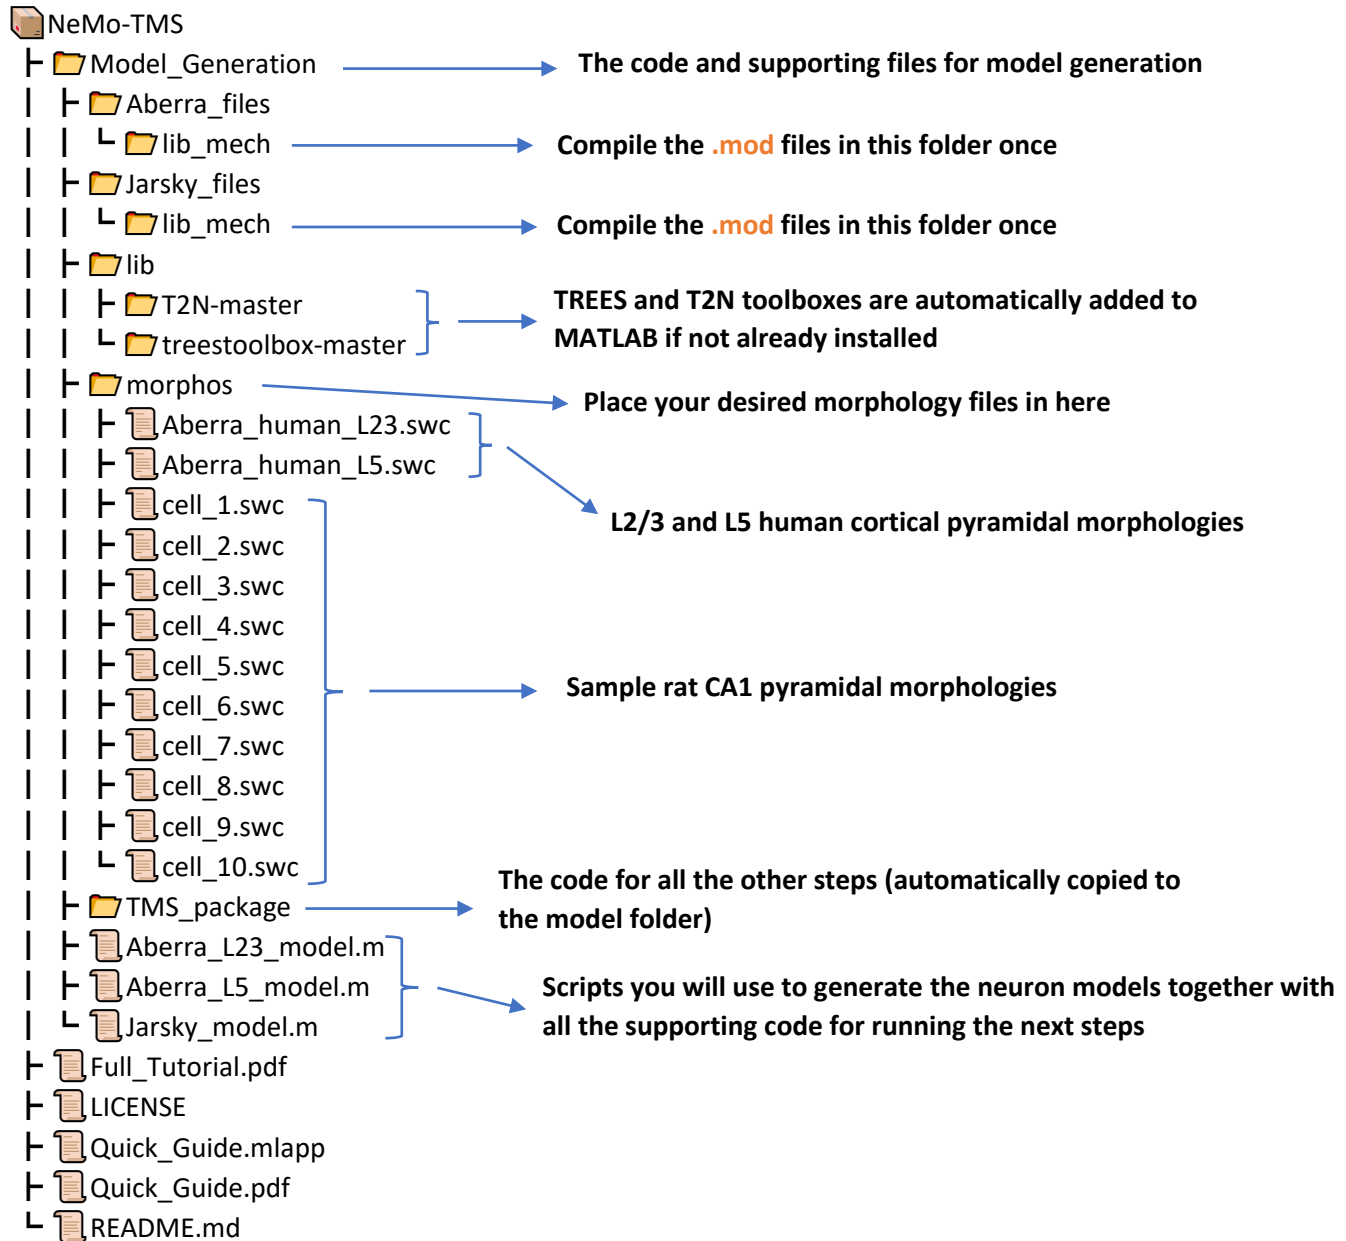 NeMo-TMS
Model_Generation
The code and supporting files for model generation
Aberra_files
lib_mech
Compile the .mod files in this folder once
Jarsky_files
lib_mech
Compile the .mod files in this folder once
lib
T2N-master
treestoolbox-master
TREES and T2N toolboxes are automatically added to
MATLAB if not already installed
morphos
Place your desired morphology files in here
Aberra_human_L23.swc
Aberra_human_L5.swc
L2/3 and L5 human cortical pyramidal morphologies
cell_1.swc
cell_2.swc
cell_3.swc
cell_4.swc
cell_5.swc
cell_6.swc
cell_7.swc
cell_8.swc
cell_9.swc
cell_10.swc
Sample rat CA1 pyramidal morphologies
TMS_package
The code for all the other steps (automatically copied to
the model folder)
Aberra_L23_model.m
Aberra_L5_model.m
Jarsky_model.m
Scripts you will use to generate the neuron models together with
all the supporting code for running the next steps
Full_Tutorial.pdf
LICENSE
Quick_Guide.mlapp
Quick_Guide.pdf
README.md